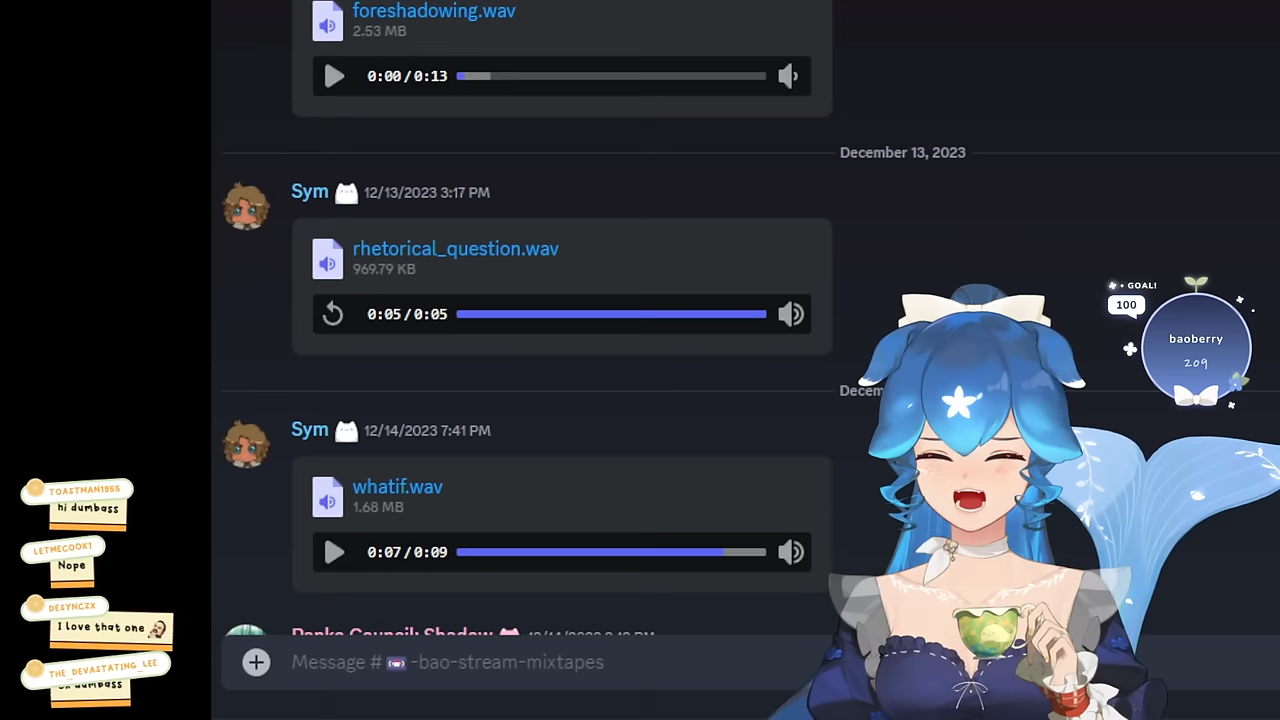 foreshadowing.wav
2.53 MB
0:00/0:13
December 13, 2023
Sym 12/13/2023 3:17 PM
rhetorical_question.wav
969.79 KB
0:05/0:05
Decem
Sym 12/14/2023 7:41 PM
whatif.wav
1.68 MB
0:07/0:09
Message # -bao-stream-mixtapes
• GOAL!
100
baoberry
209
TOASTMAN1955
hi dumbass
LETMECOOK1
Nope
DESYNCZX
I love that one
THE_DEVASTATING_LEE
dumbass